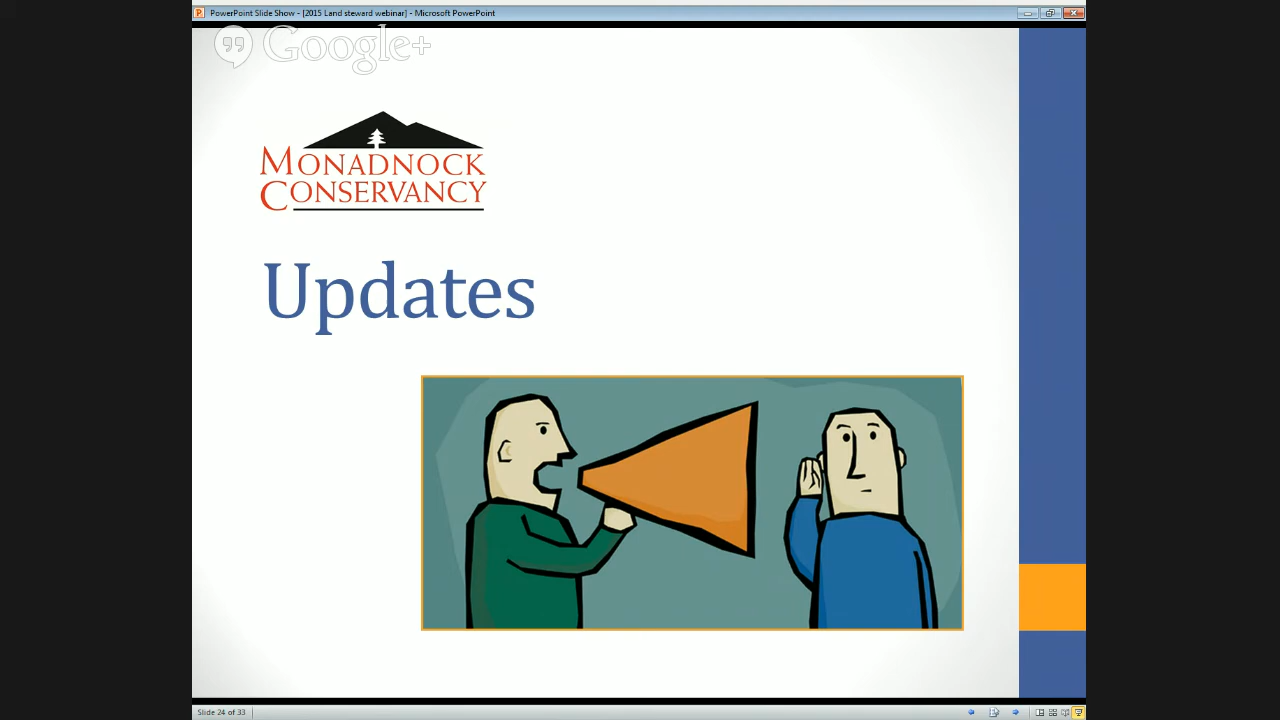 PowerPoint Slide Show - [2015 Land steward webinar] - Microsoft PowerPoint
Google+
MONADNOCK
CONSERVANCY
Updates
Slide 24 of 33